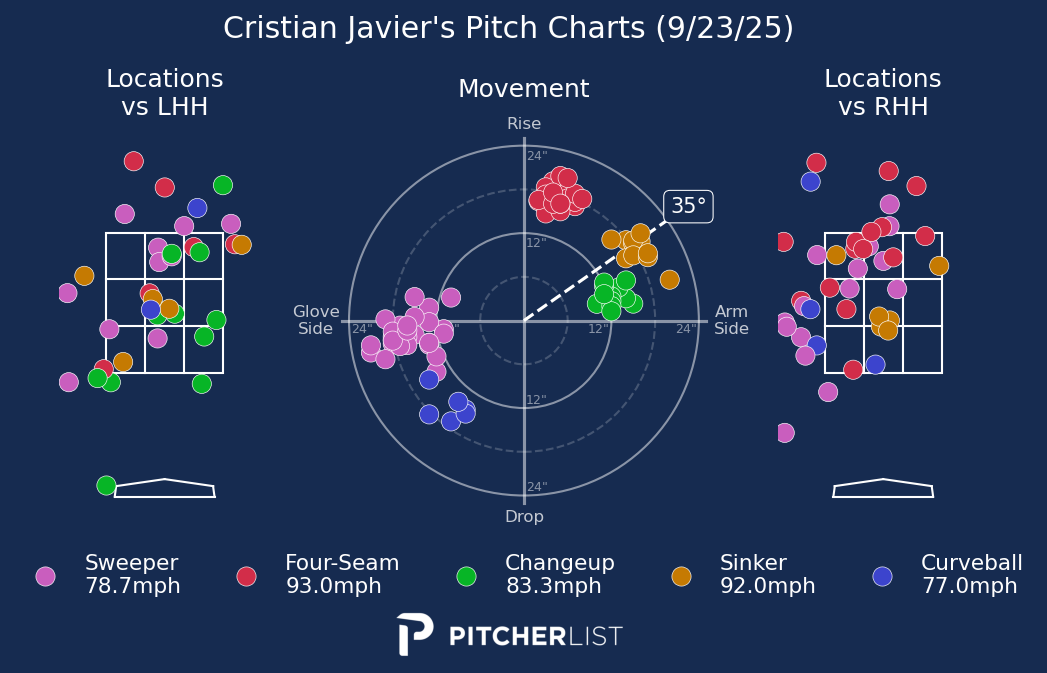 Cristian Javier's Pitch Charts (9/23/25)
Locations
vs LHH
Movement
Locations
vs RHH
Rise
24"
35°
12"
Glove
Side
24"
"
12"
24"
Arm
Side
12"
24"
Drop
Sweeper
78.7mph
Four-Seam
93.0mph
Changeup
83.3mph
Sinker
92.0mph
Curveball
77.0mph
PITCHERLIST